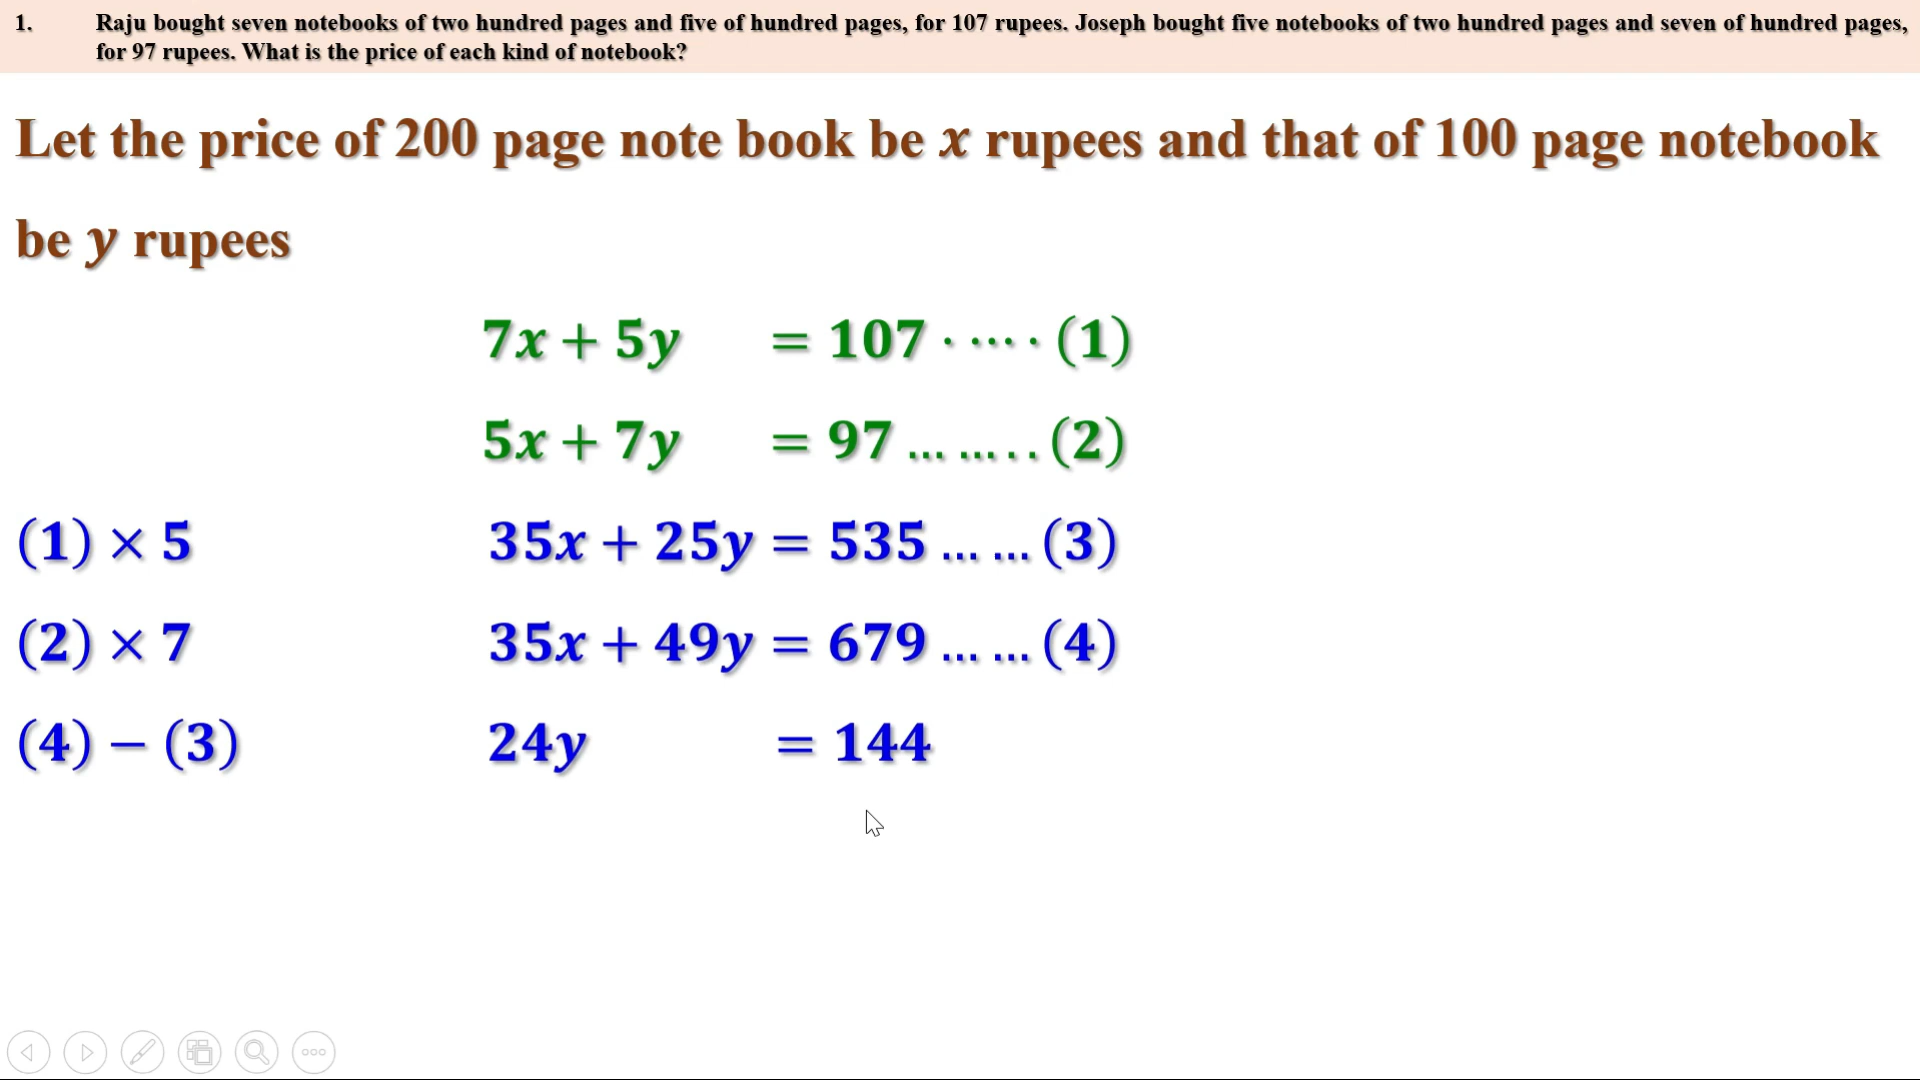 1. Raju bought seven notebooks of two hundred pages and five of hundred pages, for 107 rupees. Joseph bought five notebooks of two hundred pages and seven of hundred pages,
for 97 rupees. What is the price of each kind of notebook?
Let the price of 200 page note book be x rupees and that of 100 page notebook
be y rupees
7x + 5y = 107 · ⋯ · (1)
5x + 7y = 97 … … . . (2)
(1) × 5 35x + 25y = 535 … … (3)
(2) × 7 35x + 49y = 679 … … (4)
(4) − (3) 24y = 144